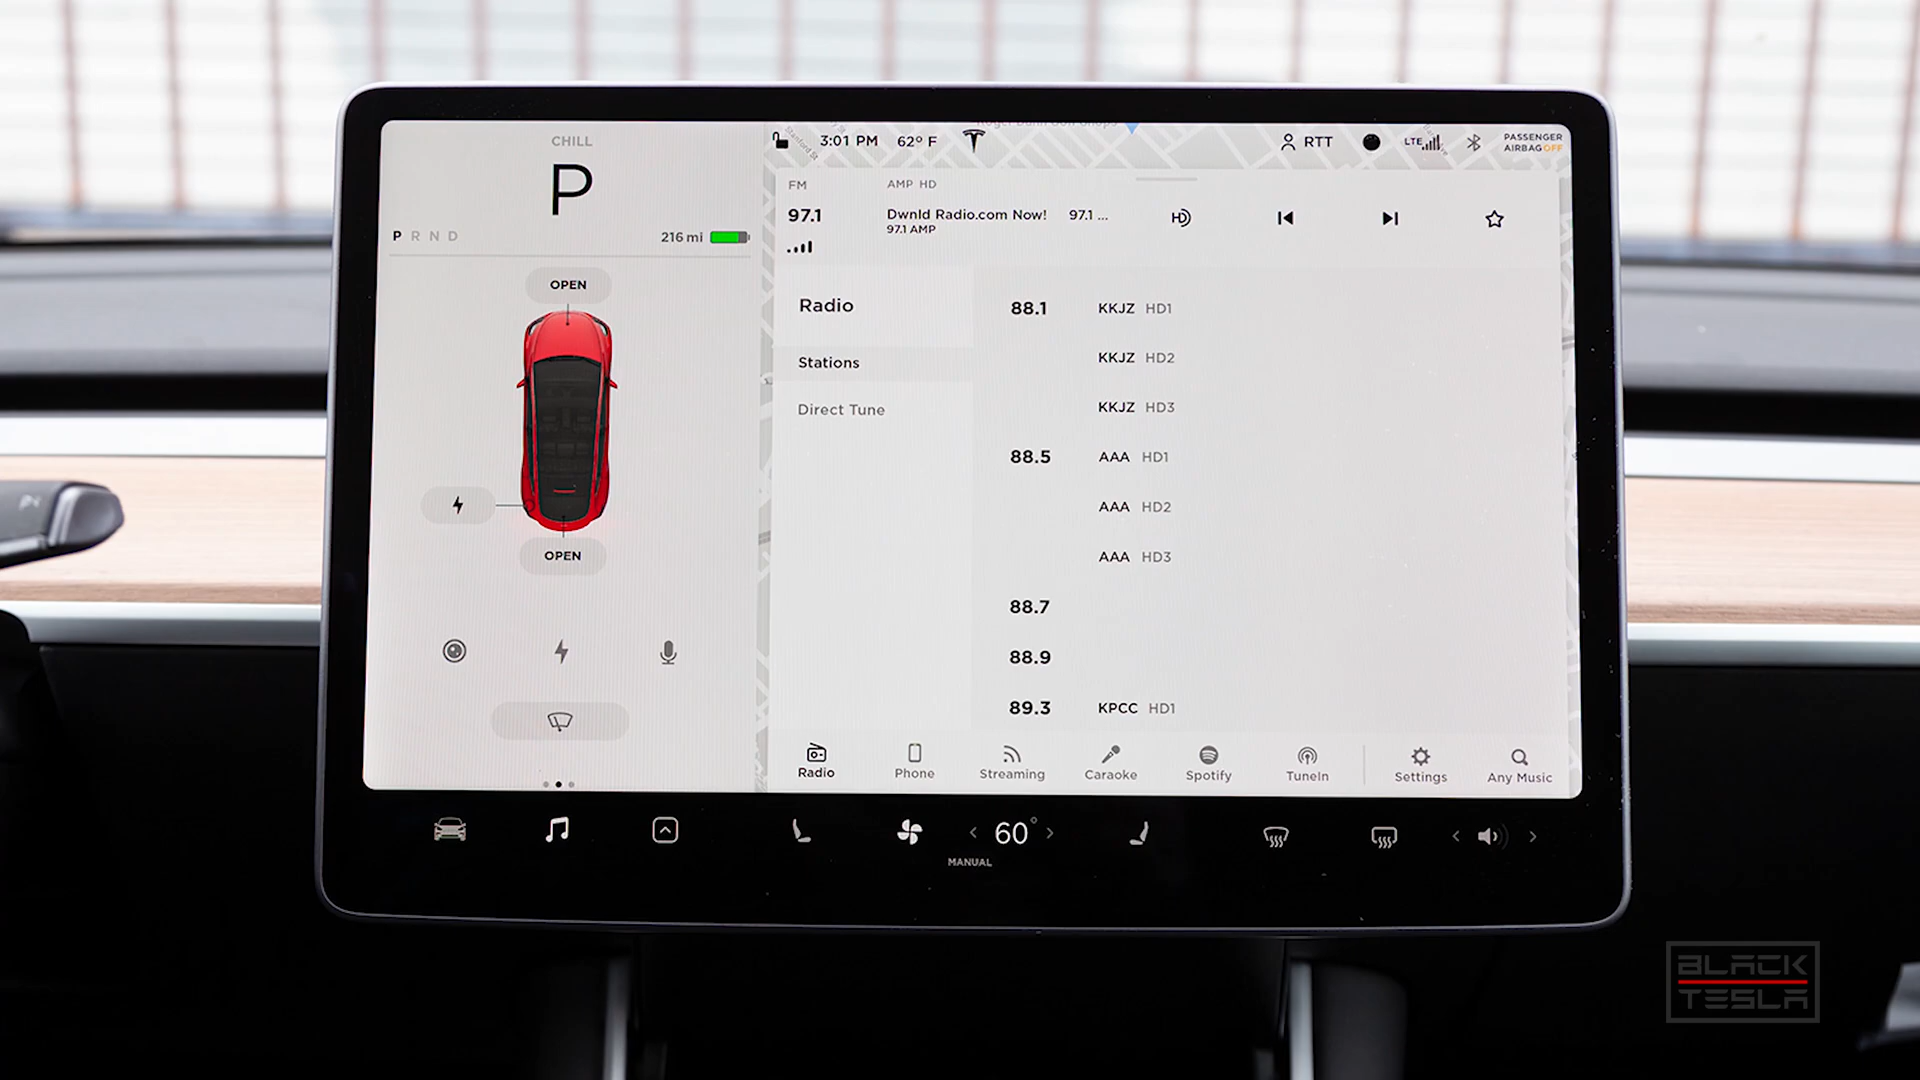 CHILL
P
P R N D
216 mi
OPEN
OPEN
3:01 PM 62° F
RTT
LTE
PASSENGER
AIRBAG OFF
FM
AMP HD
97.1
Dwnld Radio.com Now! 97.1 ...
97.1 AMP
HD
Radio
Stations
Direct Tune
88.1 KKJZ HD1
KKJZ HD2
KKJZ HD3
88.5 AAA HD1
AAA HD2
AAA HD3
88.7
88.9
89.3 KPCC HD1
Radio
Phone
Streaming
Caraoke
Spotify
TuneIn
Settings
Any Music
< 60° >
MANUAL
BLACK
TESLA